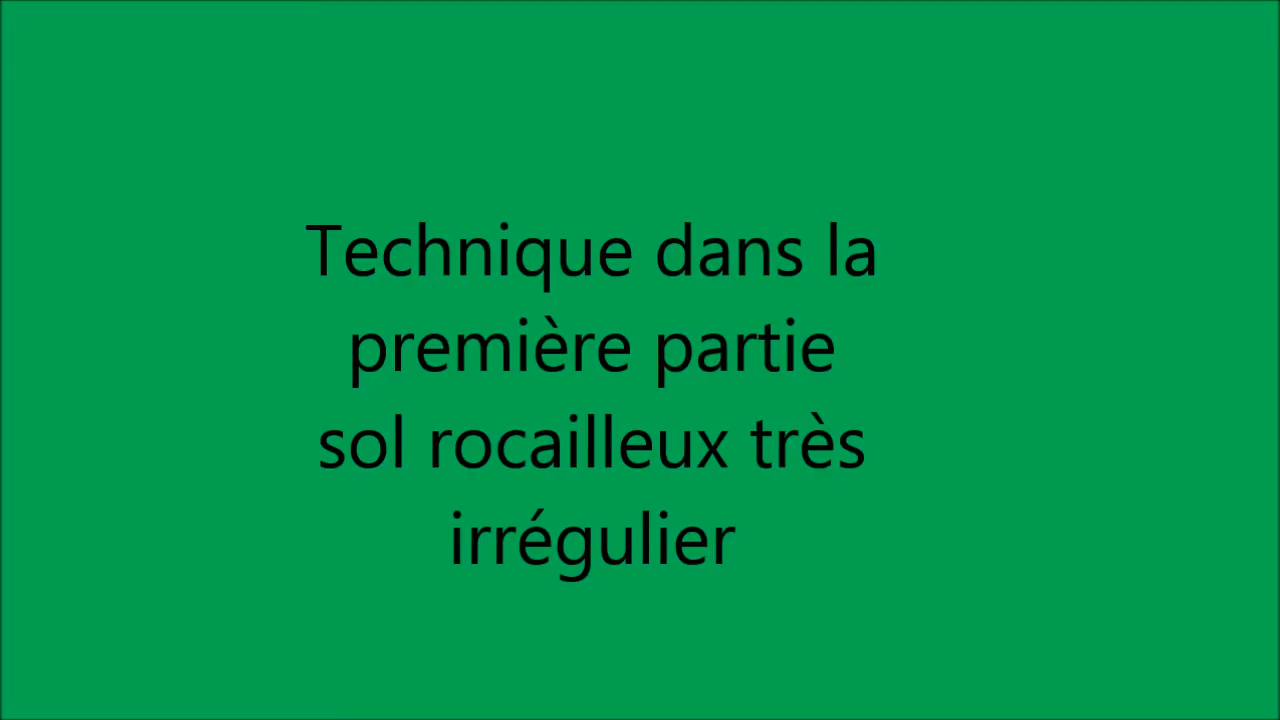 Technique dans la
première partie
sol rocailleux très
irrégulier